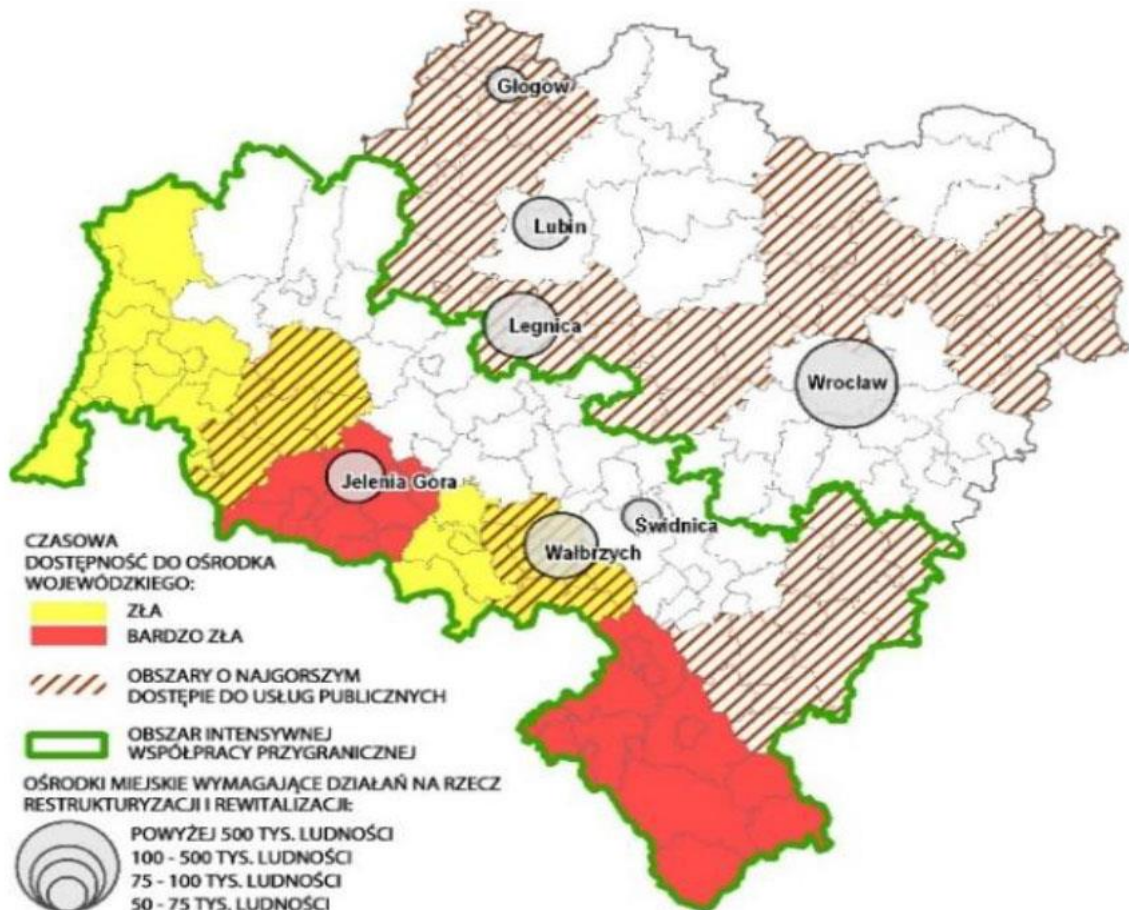 Głogów
Lubin
Legnica
Wrocław
Jelenia Góra
Świdnica
Wałbrzych
CZASOWA
DOSTĘPNOŚĆ DO OŚRODKA
WOJEWÓDZKIEGO:
ZŁA
BARDZO ZŁA
OBSZARY O NAJGORSZYM
DOSTĘPIE DO USŁUG PUBLICZNYCH
OBSZAR INTENSYWNEJ
WSPÓŁPRACY PRZYGRANICZNEJ
OŚRODKI MIEJSKIE WYMAGAJĄCE DZIAŁAŃ NA RZECZ
RESTRUKTURYZACJI I REWITALIZACJI:
POWYŻEJ 500 TYS. LUDNOŚCI
100 - 500 TYS. LUDNOŚCI
75 - 100 TYS. LUDNOŚCI
50 - 75 TYS. LUDNOŚCI